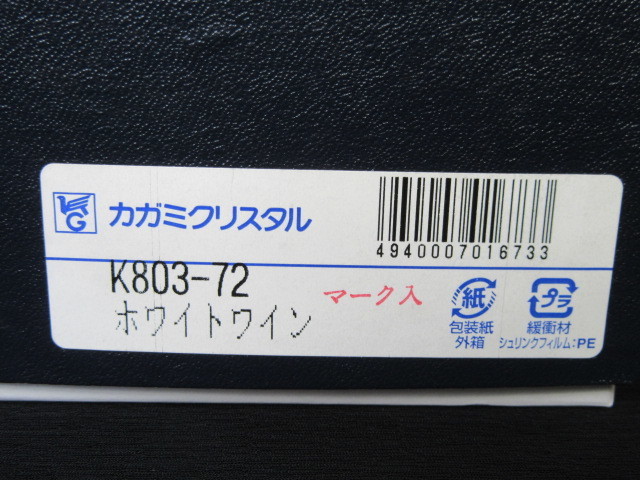 G カガミクリスタル
4940007016733
K803-72
ホワイトワイン
マーク入
紙
包装紙
外箱
プラ
緩衝材
シュリンクフィルム:PE